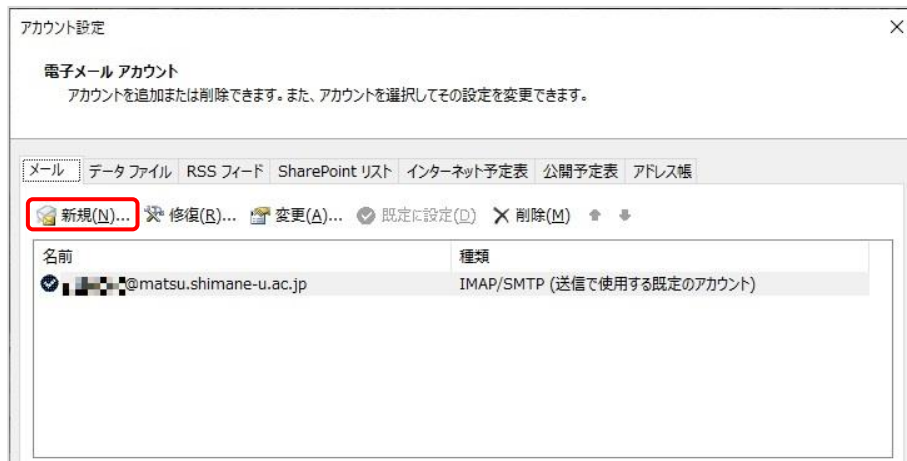 アカウント設定
電子メール アカウント
アカウントを追加または削除できます。また、アカウントを選択してその設定を変更できます。
メール データ ファイル RSS フィード SharePoint リスト インターネット予定表 公開予定表 アドレス帳
新規(N)... 修復(R)... 変更(A)... 既定に設定(D) 削除(M)
名前 種類
@matsu.shimane-u.ac.jp IMAP/SMTP (送信で使用する既定のアカウント)